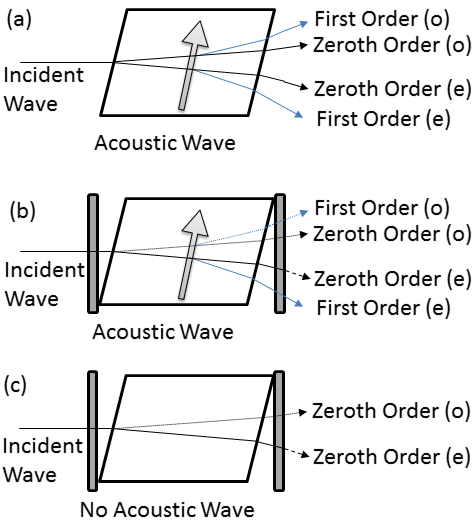 (a)
First Order (o)
Zeroth Order (o)
Incident
Wave
Zeroth Order (e)
First Order (e)
Acoustic Wave
(b)
First Order (o)
Zeroth Order (o)
Incident
Wave
Zeroth Order (e)
First Order (e)
Acoustic Wave
(c)
Zeroth Order (o)
Incident
Wave
Zeroth Order (e)
No Acoustic Wave